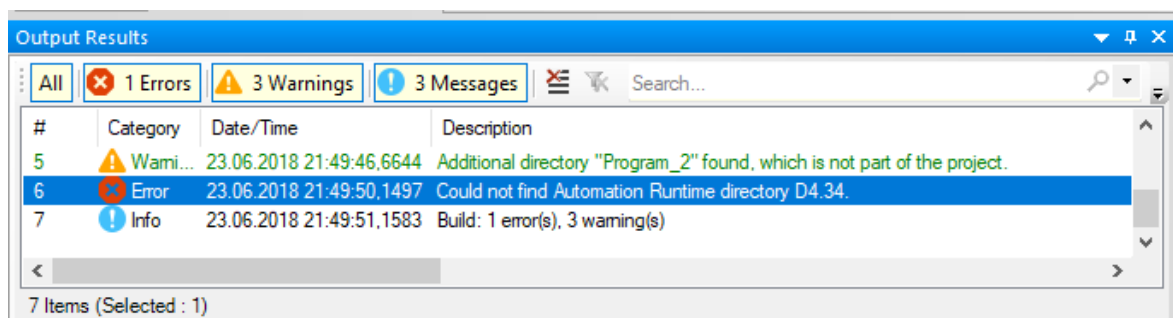 Output Results
All 1 Errors 3 Warnings 3 Messages Search...
# Category Date/Time Description
5 Warni... 23.06.2018 21:49:46,6644 Additional directory "Program_2" found, which is not part of the project.
6 Error 23.06.2018 21:49:50,1497 Could not find Automation Runtime directory D4.34.
7 Info 23.06.2018 21:49:51,1583 Build: 1 error(s), 3 warning(s)
7 Items (Selected : 1)